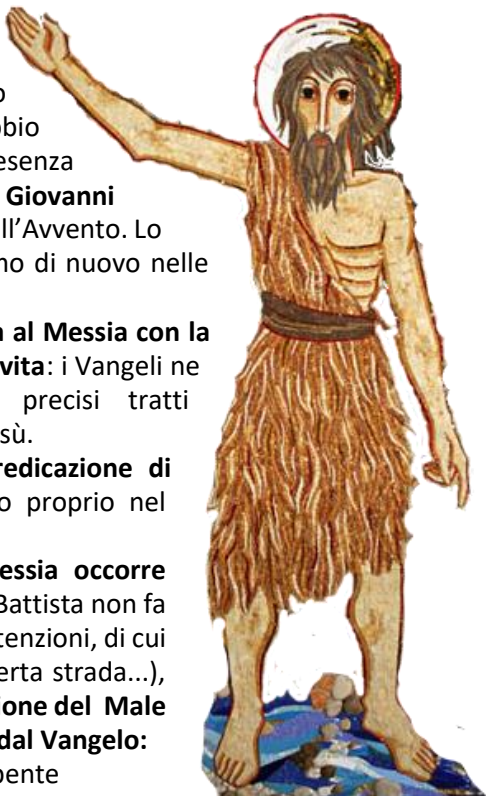 o
bio
esenza
Giovanni
ll’Avvento. Lo
no di nuovo nelle
n al Messia con la
vita: i Vangeli ne
precisi tratti
sù.
redicazione di
o proprio nel
essia occorre
Battista non fa
tenzioni, di cui
erta strada...),
ione del Male
dal Vangelo:
pente